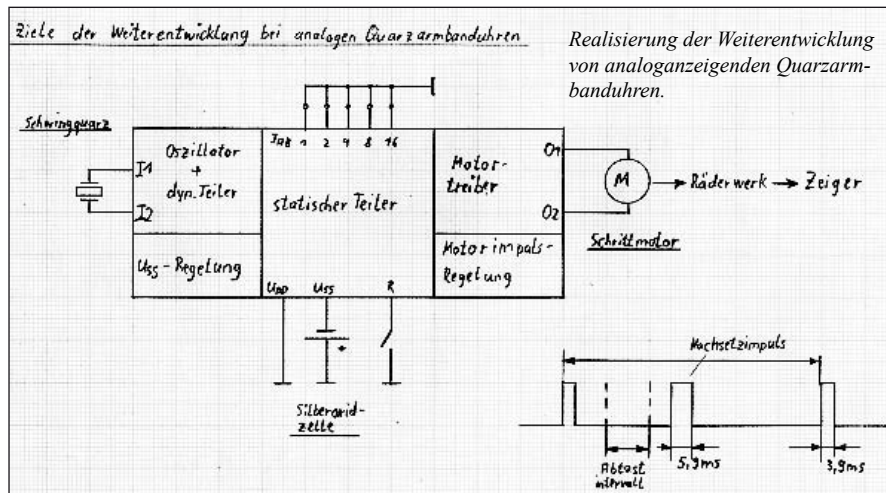 Ziele der Weiterentwicklung bei analogen Quarzarmbanduhren
Realisierung der Weiterentwicklung
von analoganzeigenden Quarzarm-
banduhren.
Schwingquarz
I1
I2
Oszillator
+
dyn. Teiler
USS-Regelung
1 2 4 8 16
statischer Teiler
UDD USS R
Motor-
treiber
Motorimpuls-
Regelung
O1
O2
M
Räderwerk
Zeiger
Schrittmotor
+
Silberoxid-
zelle
Nachsetzimpuls
Abtast
intervall
5,9ms
3,9ms